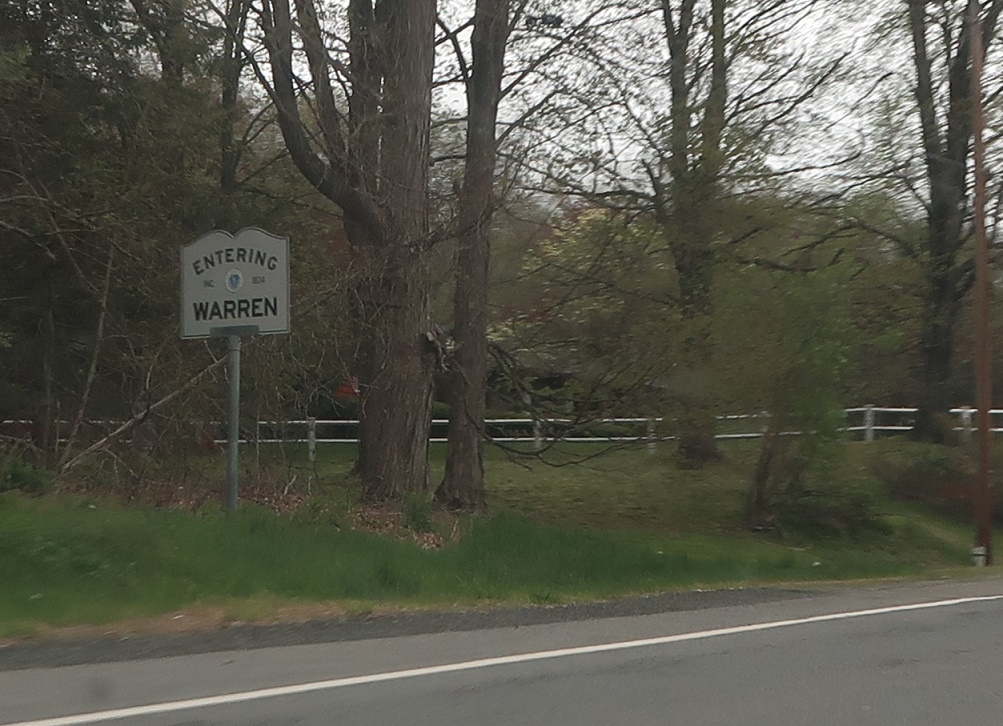 ENTERING
INC 1834
WARREN